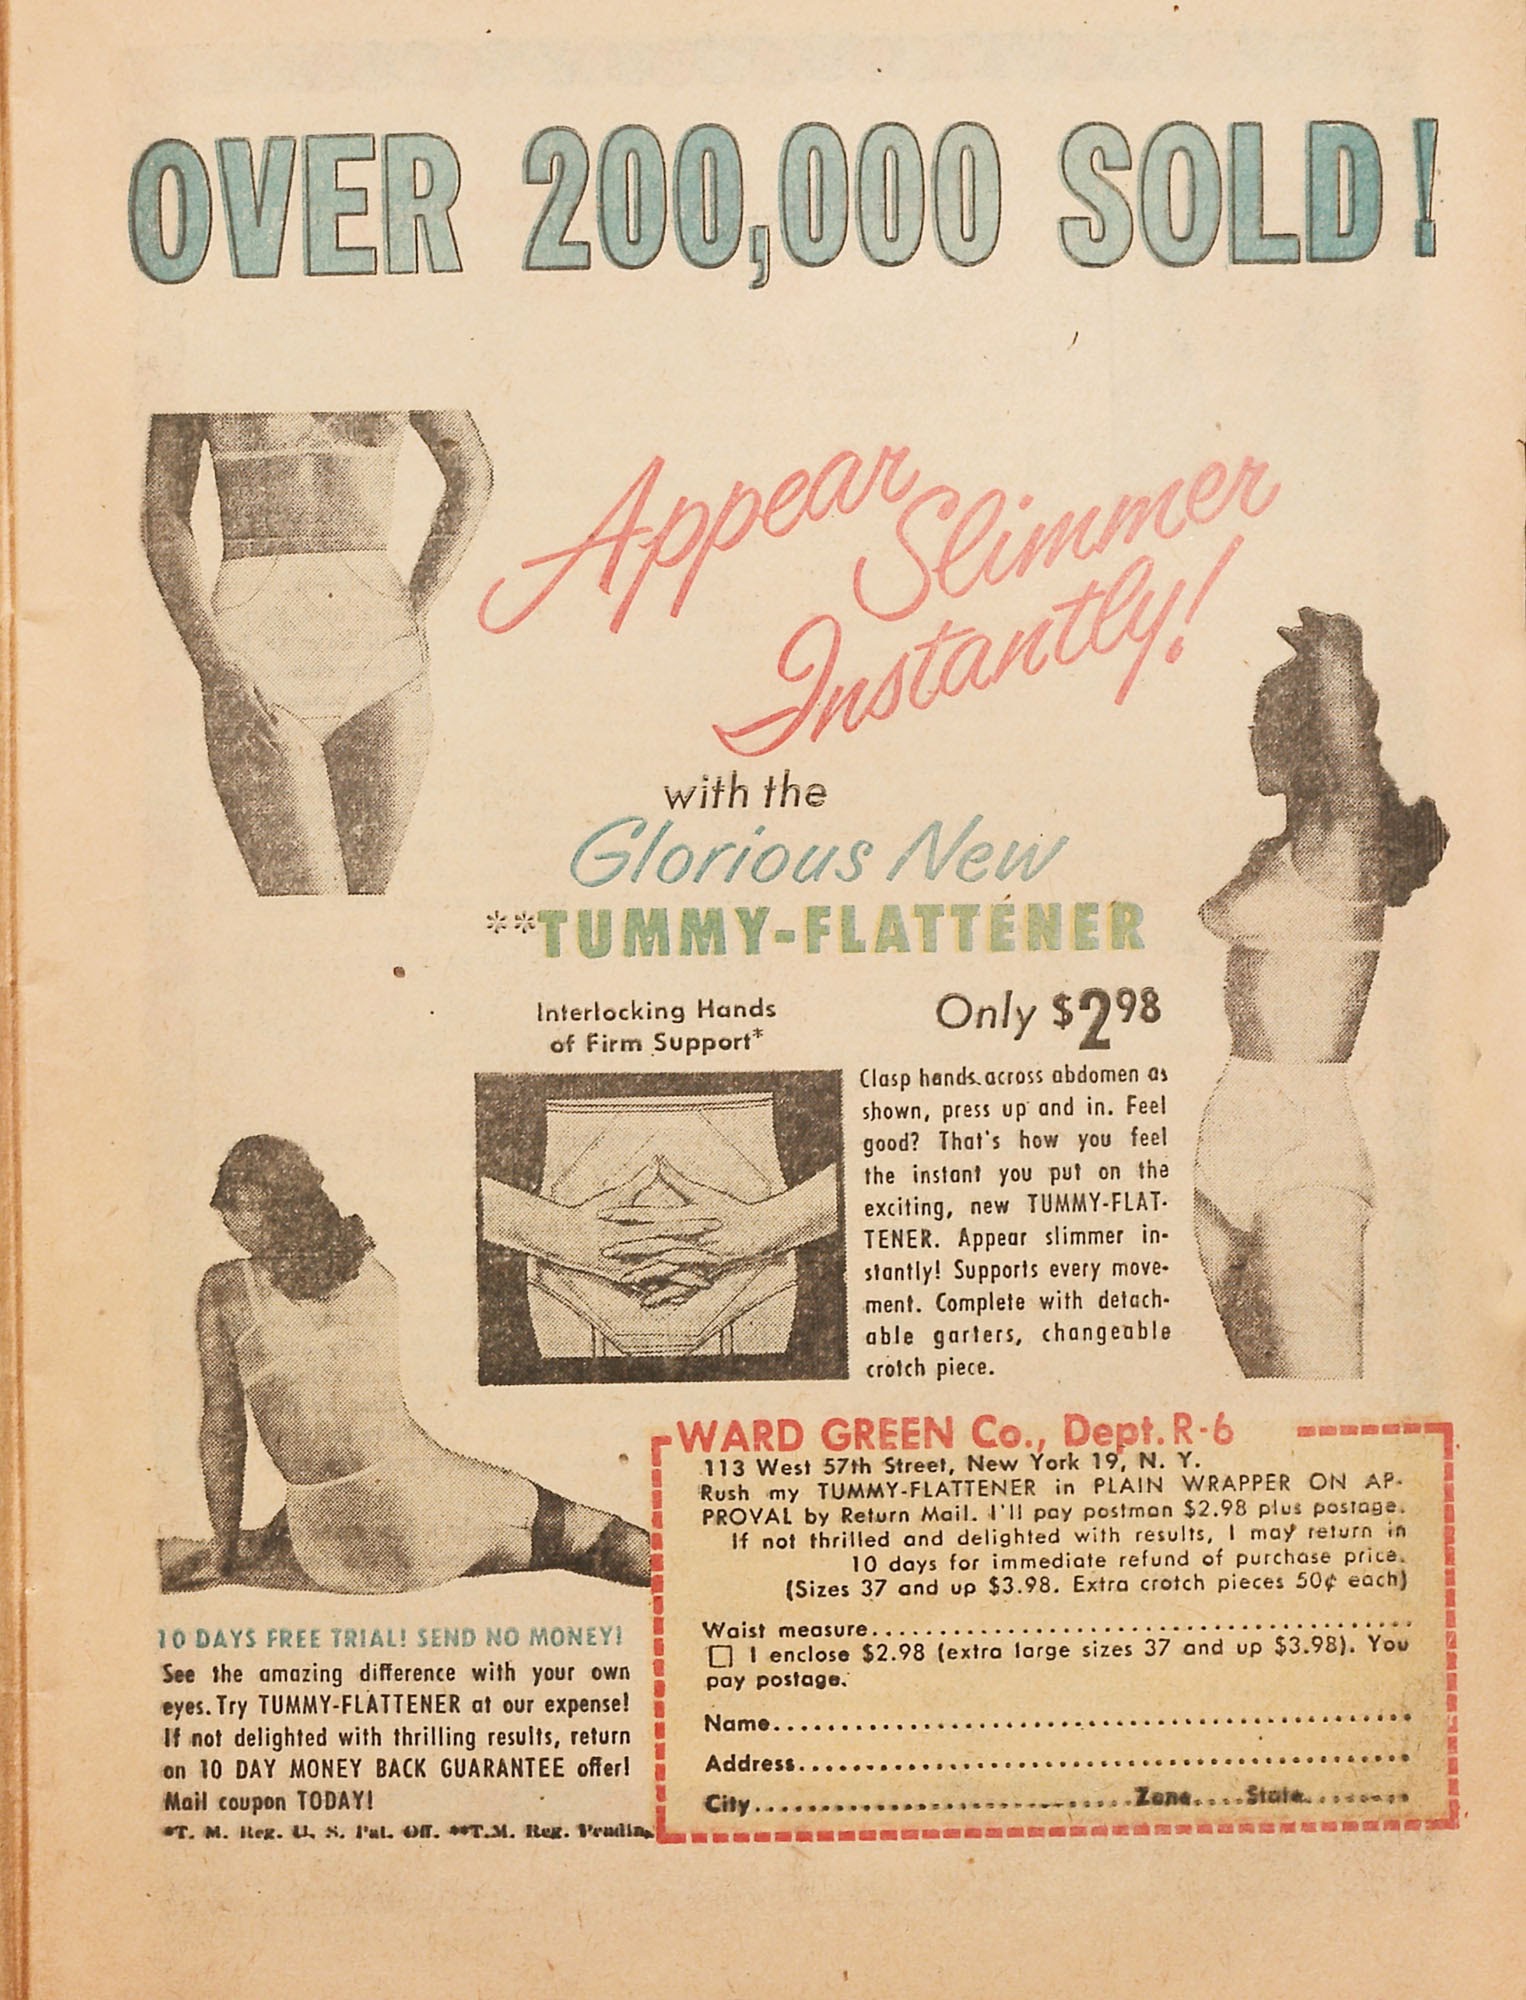 OVER 200,000 SOLD!
Appear
Slimmer
Instantly!
with the
Glorious New
**TUMMY-FLATTENER
Interlocking Hands
of Firm Support*
Only $2.98
Clasp hands across abdomen as
shown, press up and in. Feel
good? That's how you feel
the instant you put on the
exciting, new TUMMY-FLAT-
TENER. Appear slimmer in-
stantly! Supports every move-
ment. Complete with detach-
able garters, changeable
crotch piece.
10 DAYS FREE TRIAL! SEND NO MONEY!
See the amazing difference with your own
eyes. Try TUMMY-FLATTENER at our expense!
If not delighted with thrilling results, return
on 10 DAY MONEY BACK GUARANTEE offer!
Mail coupon TODAY!
*T. M. Reg. U. S. Pat. Off. **T.M. Reg. Pending
WARD GREEN Co., Dept. R-6
113 West 57th Street, New York 19, N. Y.
Rush my TUMMY-FLATTENER in PLAIN WRAPPER ON AP-
PROVAL by Return Mail. I'll pay postman $2.98 plus postage.
If not thrilled and delighted with results, I may return in
10 days for immediate refund of purchase price.
(Sizes 37 and up $3.98. Extra crotch pieces 50¢ each)
Waist measure..........................................
☐ I enclose $2.98 (extra large sizes 37 and up $3.98). You
pay postage.
Name................................................
Address..............................................
City............................Zone....State........